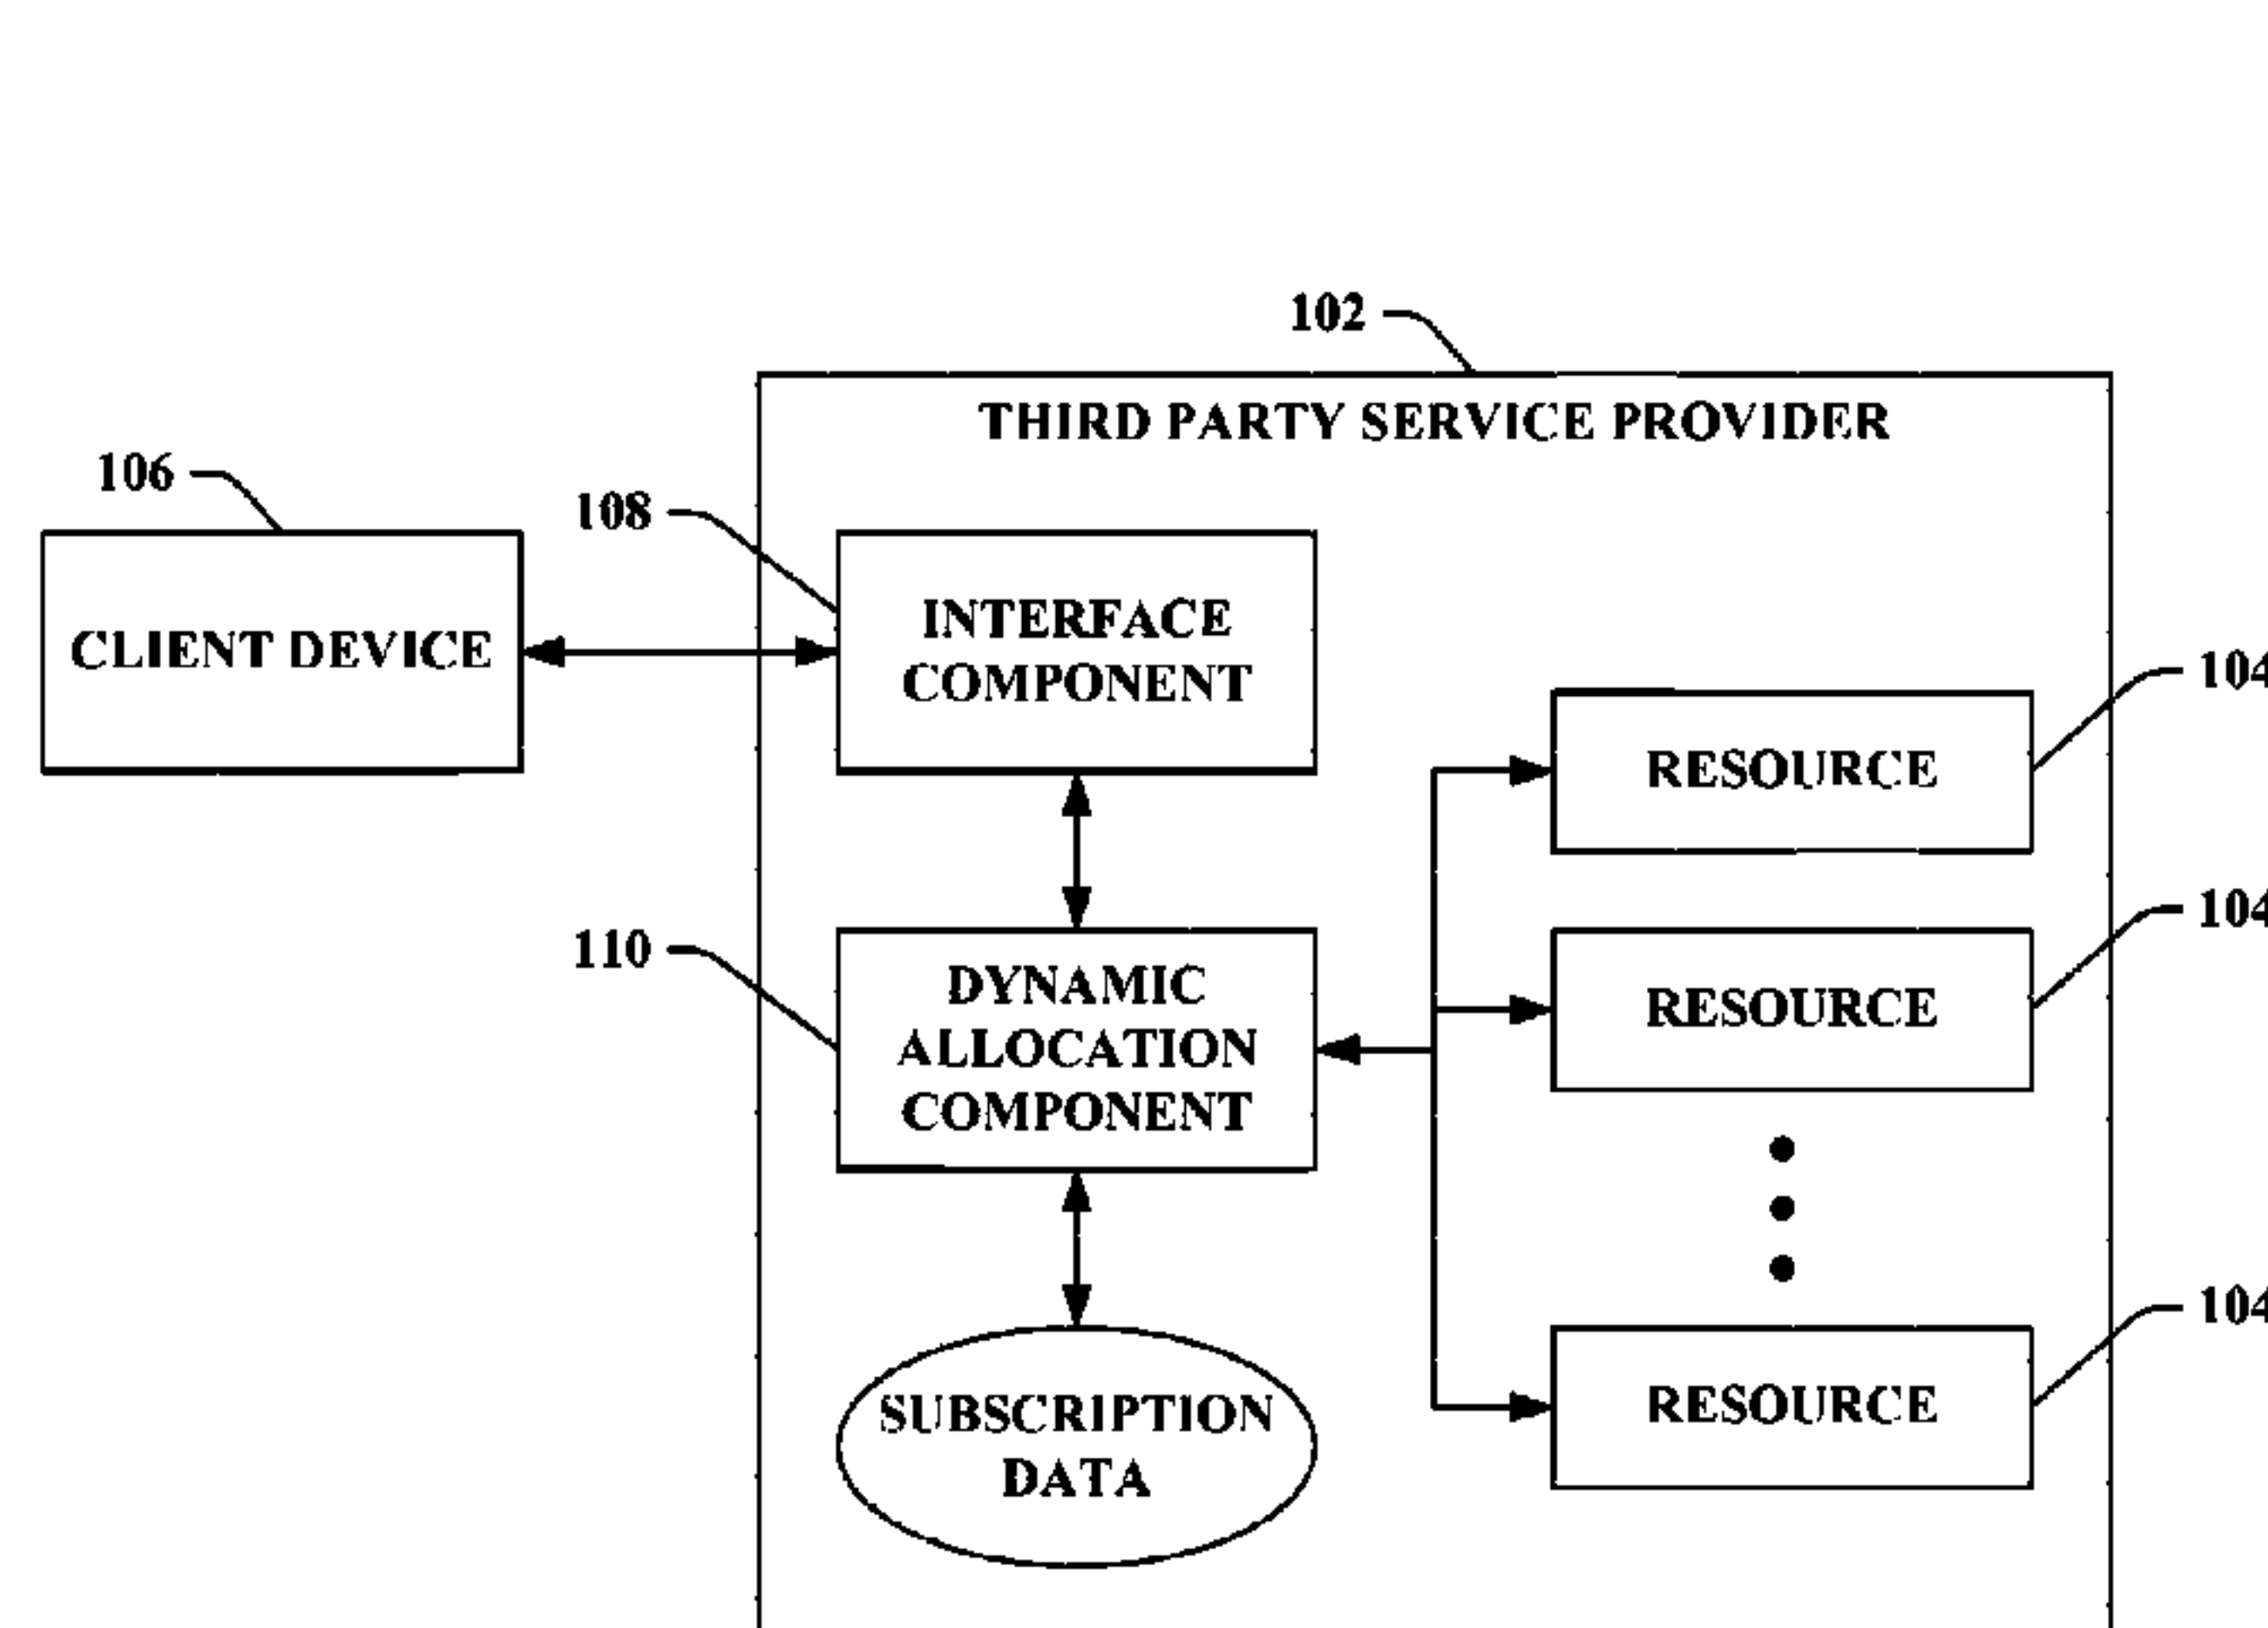 102
THIRD PARTY SERVICE PROVIDER
106
108
CLIENT DEVICE
INTERFACE
COMPONENT
104
RESOURCE
104
110
DYNAMIC
ALLOCATION
COMPONENT
RESOURCE
104
SUBSCRIPTION
DATA
RESOURCE